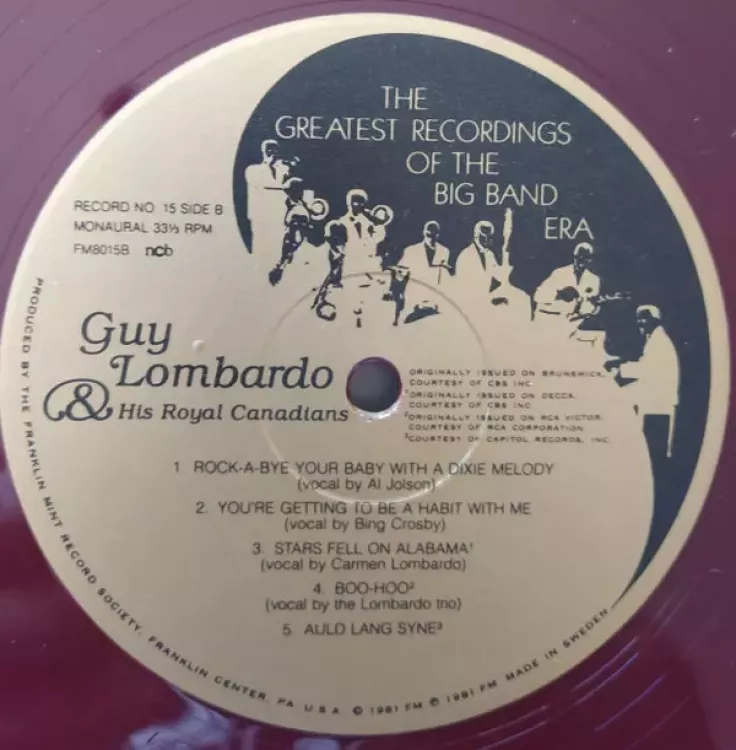 THE
GREATEST RECORDINGS
OF THE
BIG BAND
ERA
RECORD NO 15 SIDE B
MONAURAL 33⅓ RPM
FM8015B ncb
Guy
Lombardo
& His Royal Canadians
ORIGINALLY ISSUED ON BRUNSWICK,
COURTESY OF CBS INC.
¹ORIGINALLY ISSUED ON DECCA,
COURTESY OF CBS INC.
²ORIGINALLY ISSUED ON RCA VICTOR,
COURTESY OF RCA CORPORATION.
³COURTESY OF CAPITOL RECORDS, INC.
1. ROCK-A-BYE YOUR BABY WITH A DIXIE MELODY
(vocal by Al Jolson)
2. YOU'RE GETTING TO BE A HABIT WITH ME
(vocal by Bing Crosby)
3. STARS FELL ON ALABAMA¹
(vocal by Carmen Lombardo)
4. BOO-HOO²
(vocal by the Lombardo trio)
5. AULD LANG SYNE³
PRODUCED BY THE FRANKLIN MINT RECORD SOCIETY, FRANKLIN CENTER, PA U.S.A. © 1981 FM ℗ 1981 FM MADE IN SWEDEN